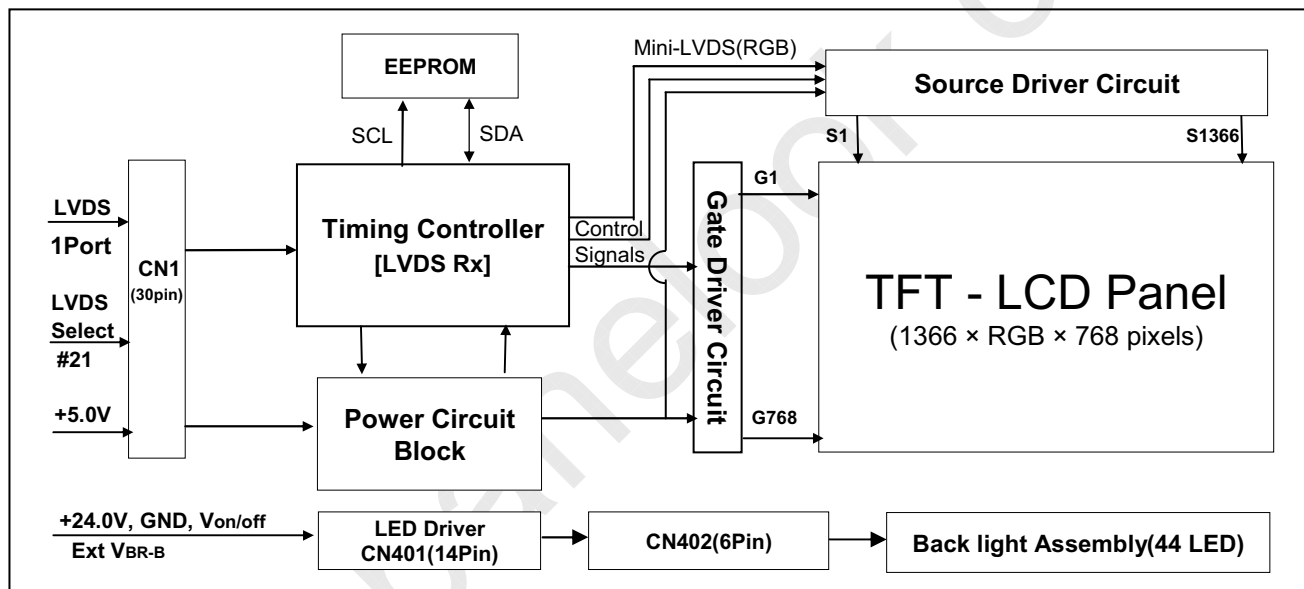 EEPROM
Mini-LVDS(RGB)
Source Driver Circuit
SCL
SDA
S1
S1366
LVDS
1Port
LVDS
Select
#21
+5.0V
CN1
(30pin)
Timing Controller
[LVDS Rx]
Control
Signals
Power Circuit
Block
Gate Driver Circuit
G1
G768
TFT - LCD Panel
(1366 × RGB × 768 pixels)
+24.0V, GND, Von/off
Ext VBR-B
LED Driver
CN401(14Pin)
CN402(6Pin)
Back light Assembly(44 LED)